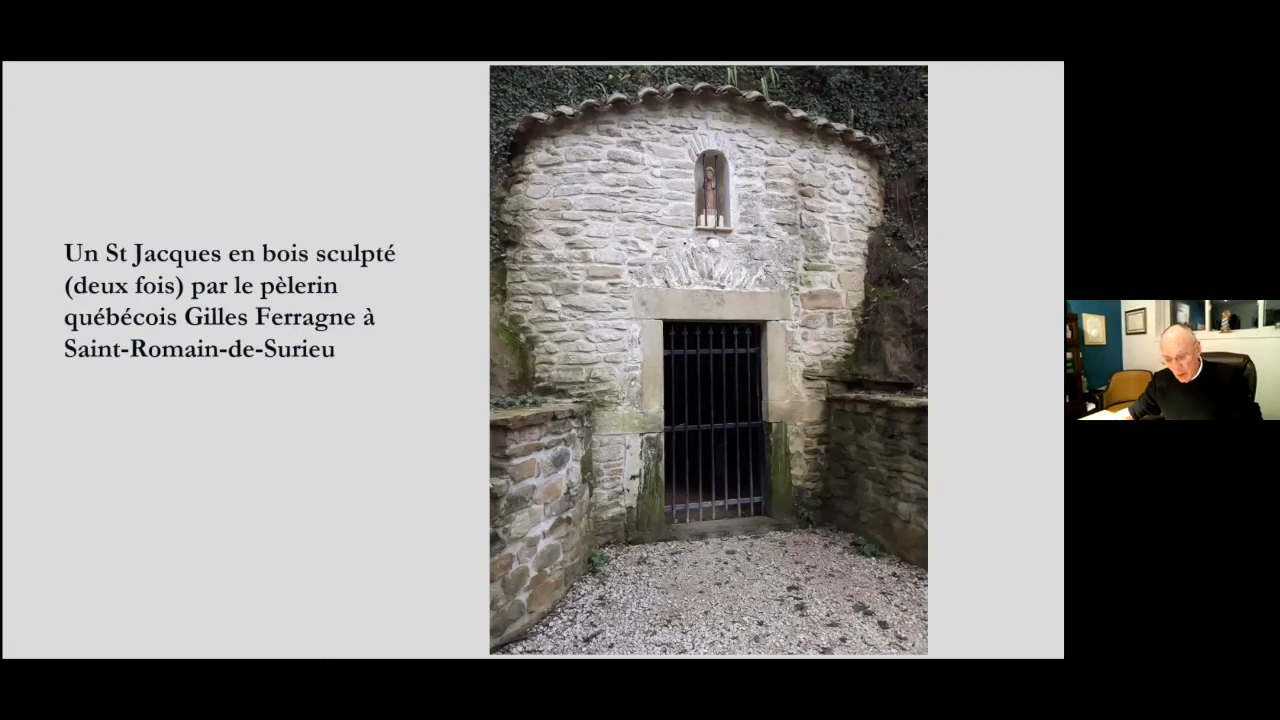 Un St Jacques en bois sculpté
(deux fois) par le pèlerin
québécois Gilles Ferragne à
Saint-Romain-de-Surieu